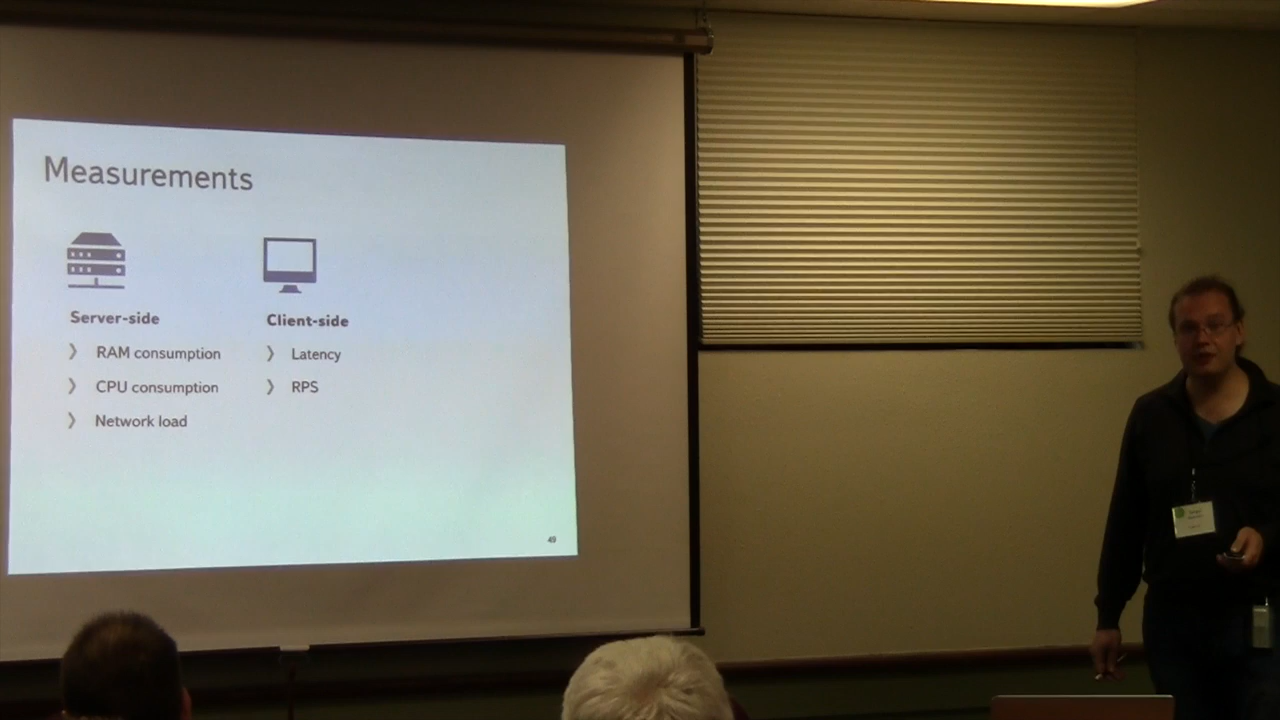 Measurements
Server-side
RAM consumption
CPU consumption
Network load
Client-side
Latency
RPS
49